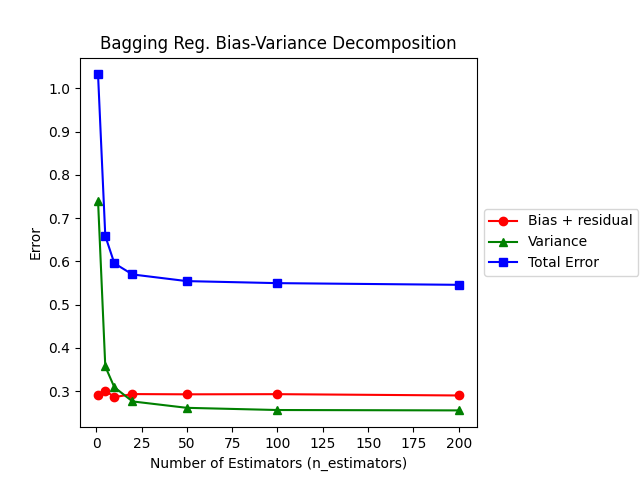 Bagging Reg. Bias-Variance Decomposition
Error
1.0
0.9
0.8
0.7
0.6
0.5
0.4
0.3
0
25
50
75
100
125
150
175
200
Number of Estimators (n_estimators)
Bias + residual
Variance
Total Error